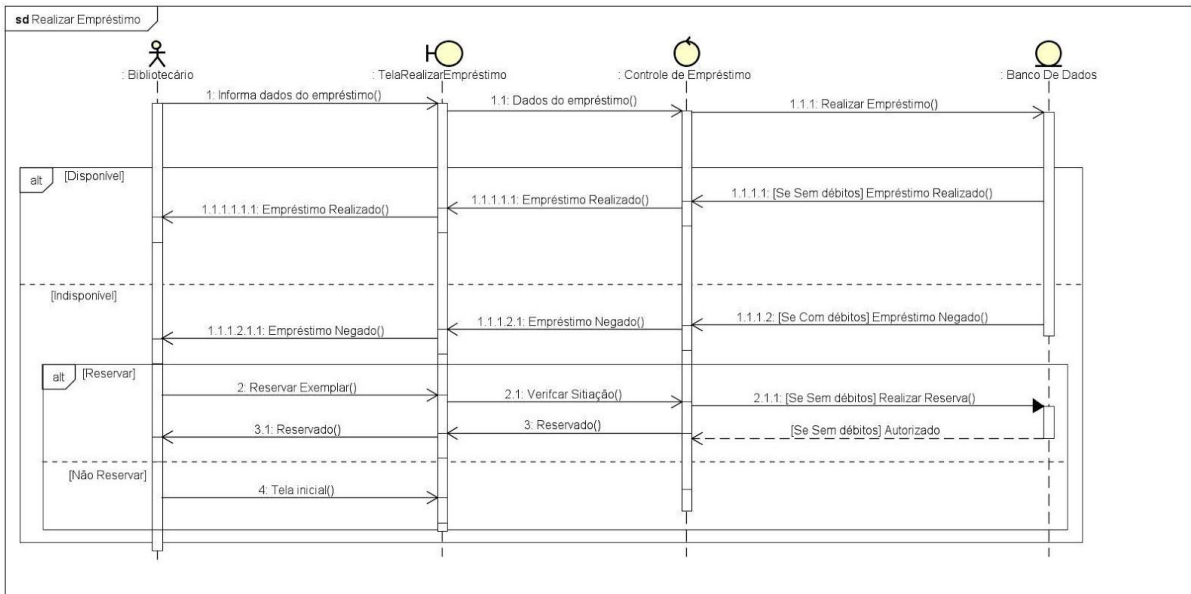 sd Realizar Empréstimo
: Bibliotecário
: TelaRealizarEmpréstimo
: Controle de Empréstimo
: Banco De Dados
1: Informa dados do empréstimo()
1.1: Dados do empréstimo()
1.1.1: Realizar Empréstimo()
alt
[Disponível]
1.1.1.1: [Se Sem débitos] Empréstimo Realizado()
1.1.1.1.1: Empréstimo Realizado()
1.1.1.1.1.1: Empréstimo Realizado()
[Indisponível]
1.1.1.2: [Se Com débitos] Empréstimo Negado()
1.1.1.2.1: Empréstimo Negado()
1.1.1.2.1.1: Empréstimo Negado()
alt
[Reservar]
2: Reservar Exemplar()
2.1: Verifcar Sitiação()
2.1.1: [Se Sem débitos] Realizar Reserva()
3.1: Reservado()
3: Reservado()
[Se Sem débitos] Autorizado
[Não Reservar]
4: Tela inicial()